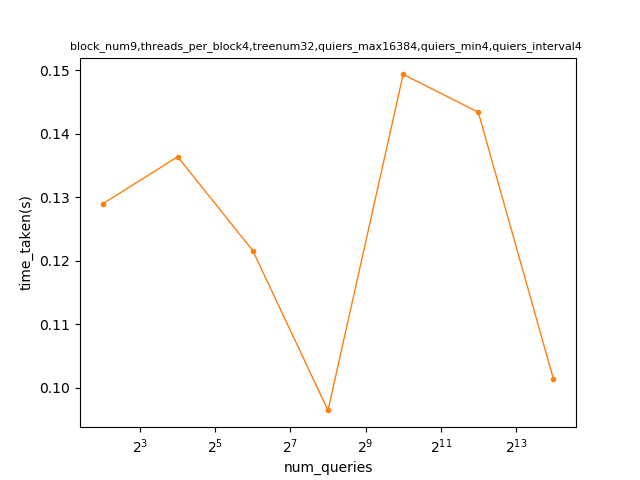 block_num9,threads_per_block4,treenum32,quiers_max16384,quiers_min4,quiers_interval4
0.15
0.14
0.13
0.12
0.11
0.10
time_taken(s)
2^3 2^5 2^7 2^9 2^11 2^13
num_queries